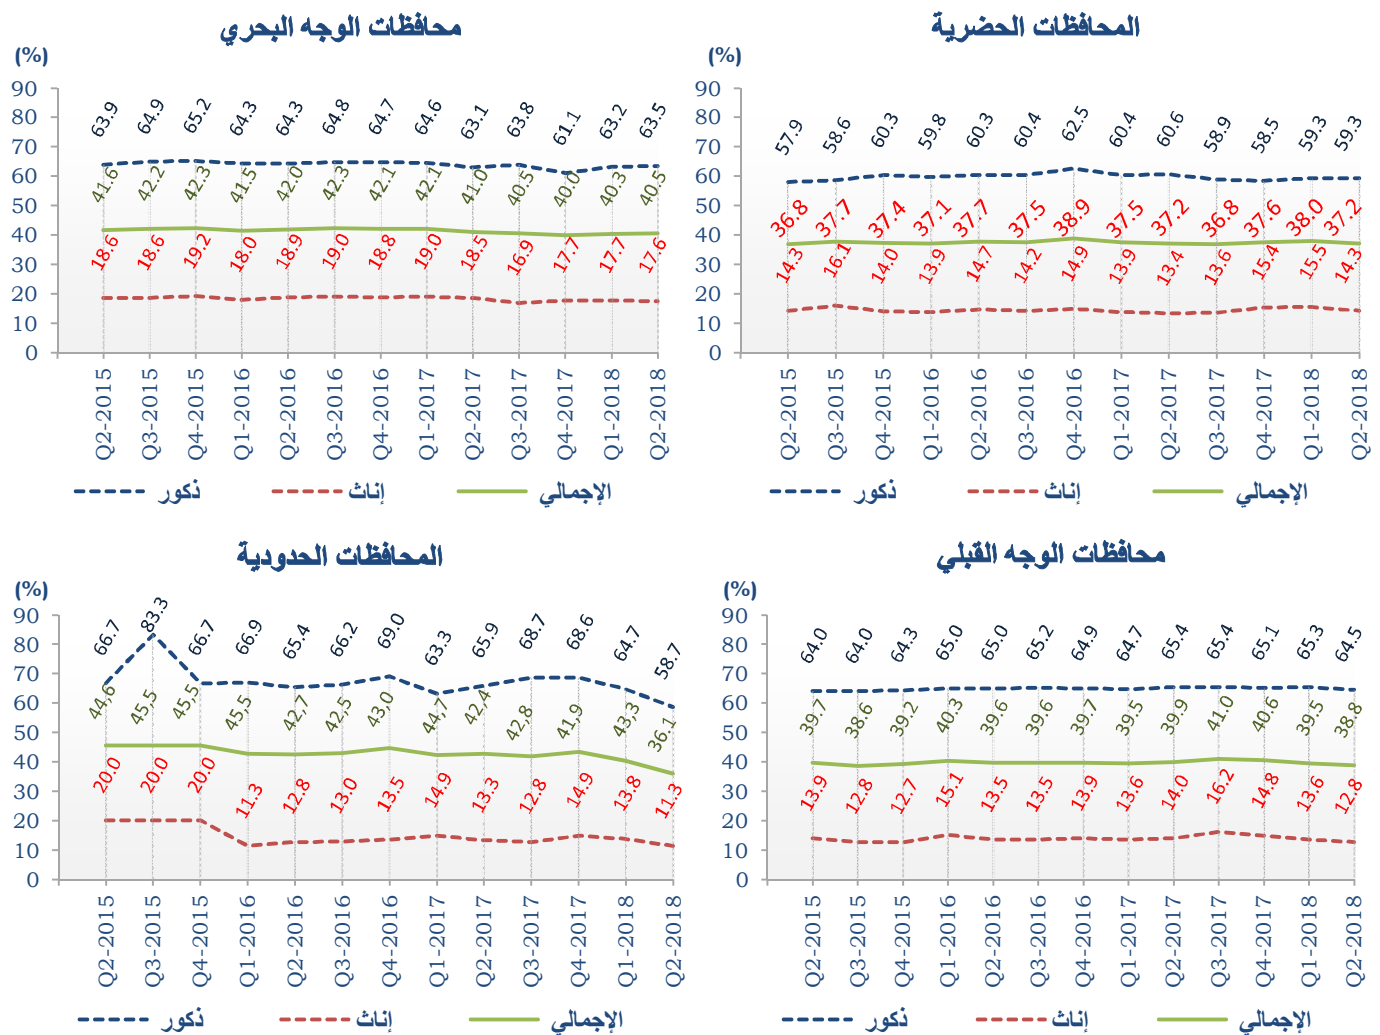 محافظات الوجه البحري
(%)
90
80
70
60
50
40
30
20
10
0
63.9 64.9 65.2 64.3 64.3 64.8 64.7 64.6 63.1 63.8 61.1 63.2 63.5
41.6 42.2 42.3 41.5 42.0 42.3 42.1 42.1 41.0 40.5 40.0 40.3 40.5
18.6 18.6 19.2 18.0 18.9 19.0 18.8 19.0 18.5 16.9 17.7 17.7 17.6
Q2-2015 Q3-2015 Q4-2015 Q1-2016 Q2-2016 Q3-2016 Q4-2016 Q1-2017 Q2-2017 Q3-2017 Q4-2017 Q1-2018 Q2-2018
ذكور إناث الإجمالي
المحافظات الحضرية
(%)
90
80
70
60
50
40
30
20
10
0
57.9 58.6 60.3 59.8 60.3 60.4 62.5 60.4 60.6 58.9 58.5 59.3 59.3
36.8 37.7 37.4 37.1 37.7 37.5 38.9 37.5 37.2 36.8 37.6 38.0 37.2
14.3 16.1 14.0 13.9 14.7 14.2 14.9 13.9 13.4 13.6 15.4 15.5 14.3
Q2-2015 Q3-2015 Q4-2015 Q1-2016 Q2-2016 Q3-2016 Q4-2016 Q1-2017 Q2-2017 Q3-2017 Q4-2017 Q1-2018 Q2-2018
ذكور إناث الإجمالي
المحافظات الحدودية
(%)
90
80
70
60
50
40
30
20
10
0
66.7 83.3 66.7 66.9 65.4 66.2 69.0 63.3 65.9 68.7 68.6 64.7 58.7
44,6 45,5 45,5 45,5 42,7 42,5 43,0 44,7 42,4 42,8 41,9 43,3 36.1
20.0 20.0 20.0 11.3 12.8 13.0 13.5 14.9 13.3 12.8 14.9 13.8 11.3
Q2-2015 Q3-2015 Q4-2015 Q1-2016 Q2-2016 Q3-2016 Q4-2016 Q1-2017 Q2-2017 Q3-2017 Q4-2017 Q1-2018 Q2-2018
ذكور إناث الإجمالي
محافظات الوجه القبلي
(%)
90
80
70
60
50
40
30
20
10
0
64.0 64.0 64.3 65.0 65.0 65.2 64.9 64.7 65.4 65.4 65.1 65.3 64.5
39.7 38.6 39.2 40.3 39.6 39.6 39.7 39.5 39.9 41.0 40.6 39.5 38.8
13.9 12.8 12.7 15.1 13.5 13.5 13.9 13.6 14.0 16.2 14.8 13.6 12.8
Q2-2015 Q3-2015 Q4-2015 Q1-2016 Q2-2016 Q3-2016 Q4-2016 Q1-2017 Q2-2017 Q3-2017 Q4-2017 Q1-2018 Q2-2018
ذكور إناث الإجمالي